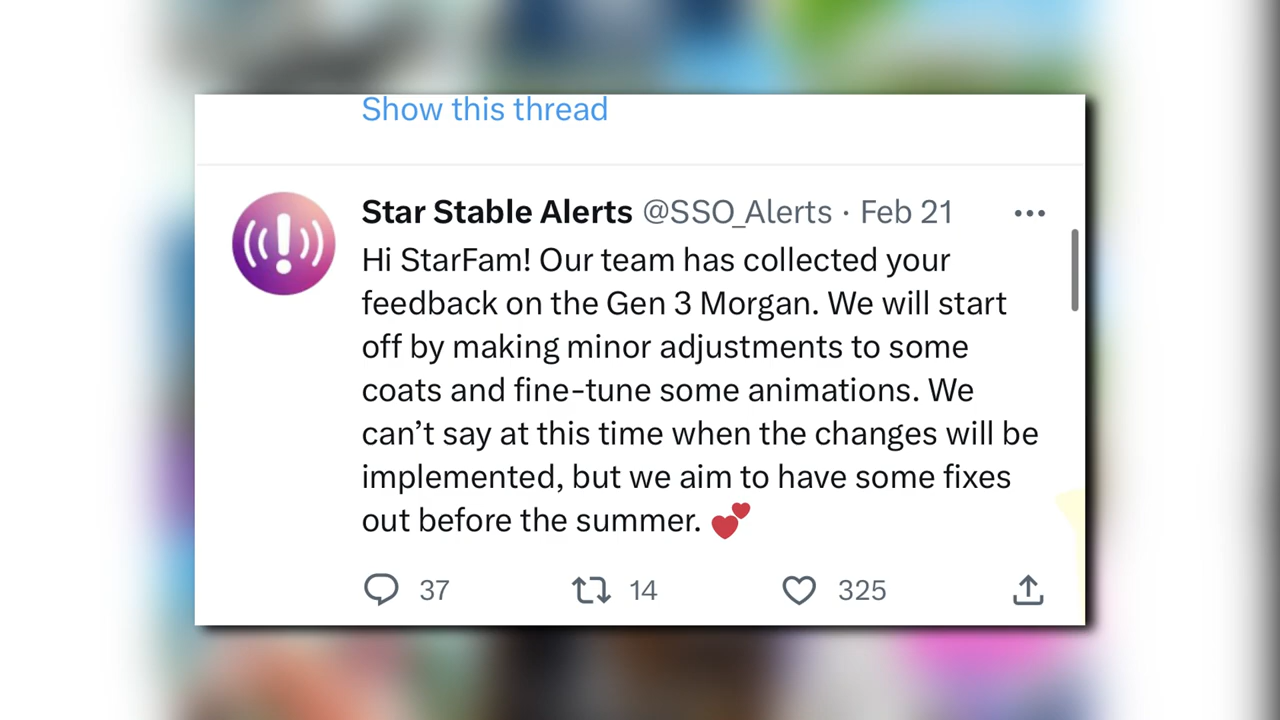 Show this thread
Star Stable Alerts @SSO_Alerts · Feb 21
Hi StarFam! Our team has collected your
feedback on the Gen 3 Morgan. We will start
off by making minor adjustments to some
coats and fine-tune some animations. We
can’t say at this time when the changes will be
implemented, but we aim to have some fixes
out before the summer. 💕
37 14 325